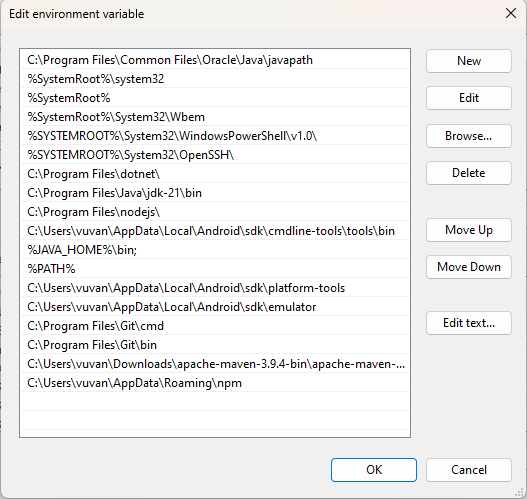 Edit environment variable
C:\Program Files\Common Files\Oracle\Java\javapath
%SystemRoot%\system32
%SystemRoot%
%SystemRoot%\System32\Wbem
%SYSTEMROOT%\System32\WindowsPowerShell\v1.0\
%SYSTEMROOT%\System32\OpenSSH\
C:\Program Files\dotnet\
C:\Program Files\Java\jdk-21\bin
C:\Program Files\nodejs\
C:\Users\vuvan\AppData\Local\Android\sdk\cmdline-tools\tools\bin
%JAVA_HOME%\bin;
%PATH%
C:\Users\vuvan\AppData\Local\Android\sdk\platform-tools
C:\Users\vuvan\AppData\Local\Android\sdk\emulator
C:\Program Files\Git\cmd
C:\Program Files\Git\bin
C:\Users\vuvan\Downloads\apache-maven-3.9.4-bin\apache-maven-...
C:\Users\vuvan\AppData\Roaming\npm
New
Edit
Browse...
Delete
Move Up
Move Down
Edit text...
OK
Cancel